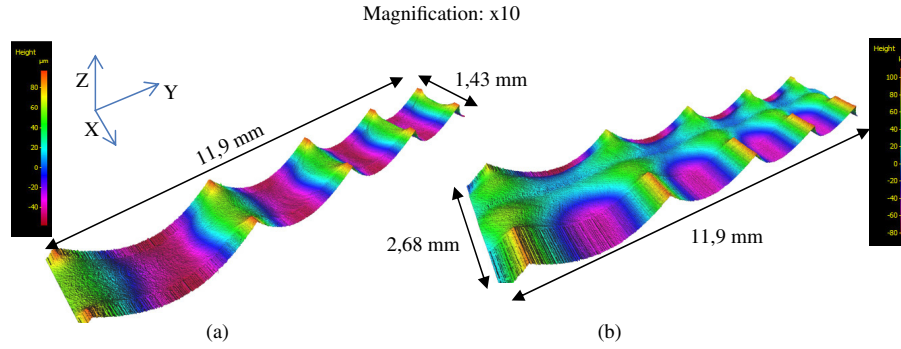 Magnification: x10
Height
µm
80
60
40
20
0
-20
-40
Z
Y
X
11,9 mm
1,43 mm
2,68 mm
11,9 mm
Height
µm
100
80
60
40
20
0
-20
-40
-60
-80
(a)
(b)